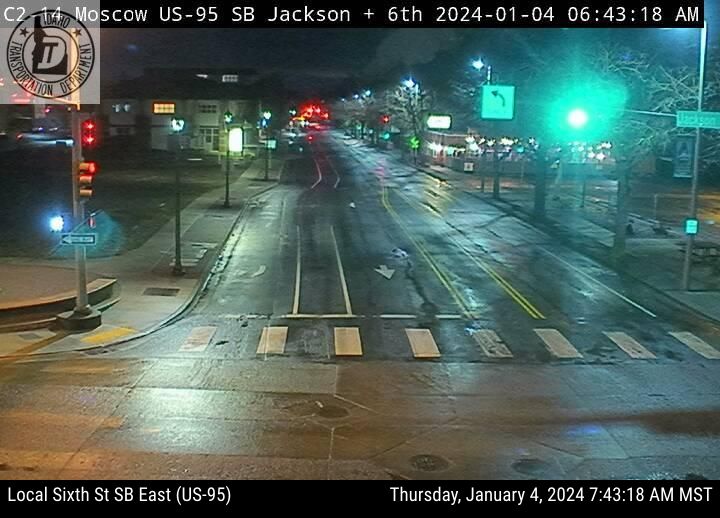 C2.14 Moscow US-95 SB Jackson + 6th 2024-01-04 06:43:18 AM
IDAHO
TRANSPORTATION DEPARTMENT
Jackson
Local Sixth St SB East (US-95)
Thursday, January 4, 2024 7:43:18 AM MST